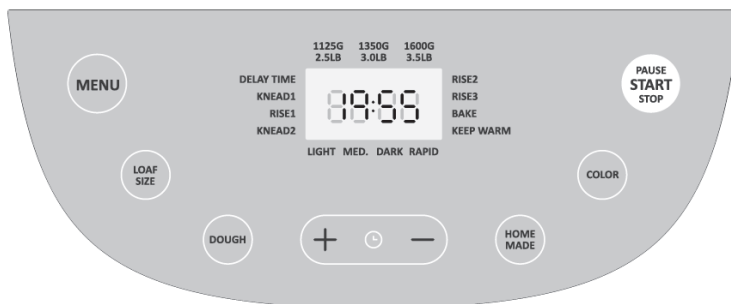 1125G 1350G 1600G
2.5LB 3.0LB 3.5LB
MENU
DELAY TIME
KNEAD1
RISE1
KNEAD2
19:55
RISE2
RISE3
BAKE
KEEP WARM
LIGHT MED. DARK RAPID
PAUSE
START
STOP
LOAF
SIZE
COLOR
DOUGH
+ −
HOME
MADE